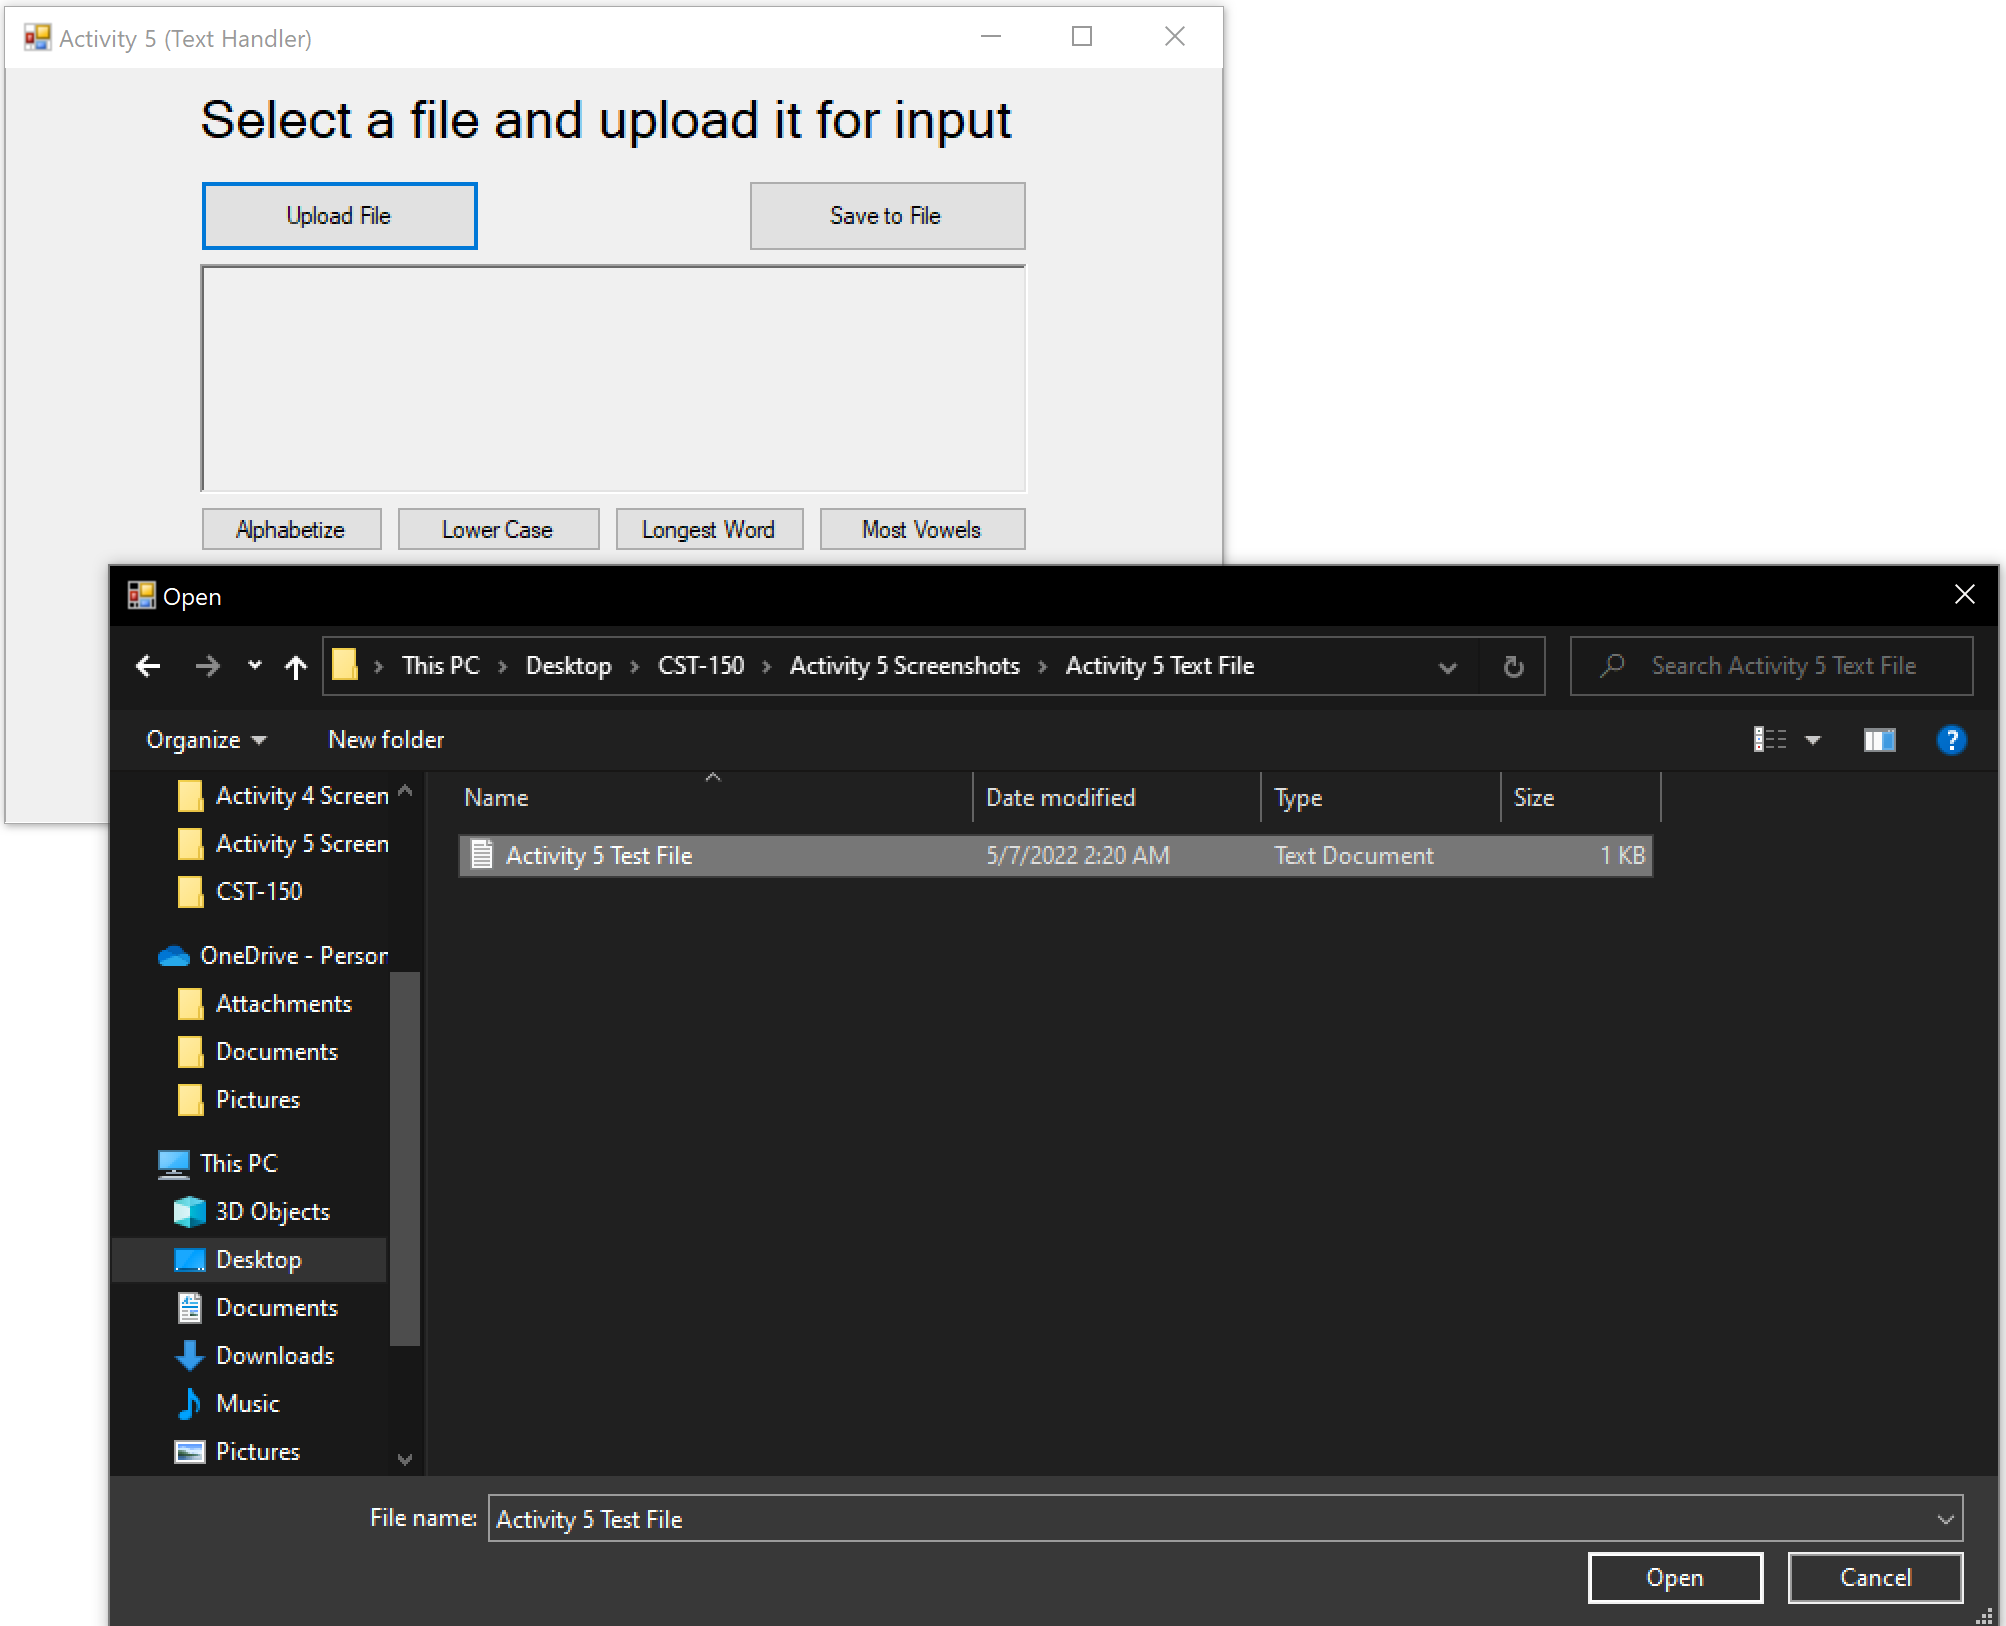 Activity 5 (Text Handler)
Select a file and upload it for input
Upload File
Save to File
Alphabetize
Lower Case
Longest Word
Most Vowels
Open
This PC > Desktop > CST-150 > Activity 5 Screenshots > Activity 5 Text File
Search Activity 5 Text File
Organize
New folder
Name
Date modified
Type
Size
Activity 5 Test File
5/7/2022 2:20 AM
Text Document
1 KB
Activity 4 Screen
Activity 5 Screen
CST-150
OneDrive - Person
Attachments
Documents
Pictures
This PC
3D Objects
Desktop
Documents
Downloads
Music
Pictures
File name:
Activity 5 Test File
Open
Cancel